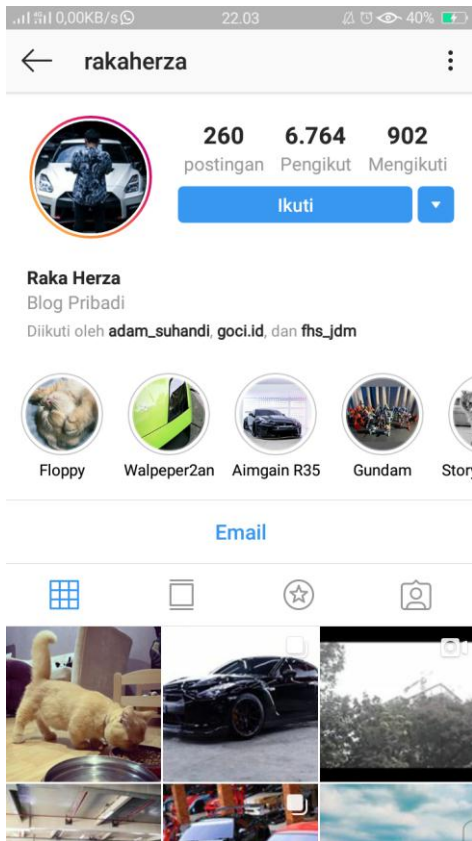 0,00KB/s 22.03 40%
rakaherza
260 6.764 902
postingan Pengikut Mengikuti
Ikuti
Raka Herza
Blog Pribadi
Diikuti oleh adam_suhandi, goci.id, dan fhs_jdm
Floppy Walpeper2an Aimgain R35 Gundam Story
Email